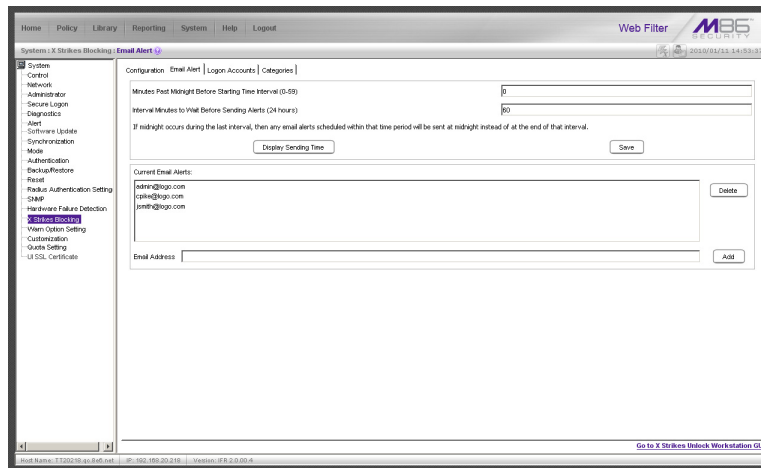 Home Policy Library Reporting System Help Logout
Web Filter
M86
SECURITY
System : X Strikes Blocking : Email Alert
2010/01/11 14:53:37
System
Control
Network
Administrator
Secure Logon
Diagnostics
Alert
Software Update
Synchronization
Mode
Authentication
Backup/Restore
Reset
Radius Authentication Setting
SNMP
Hardware Failure Detection
X Strikes Blocking
Warn Option Setting
Customization
Quota Setting
UI SSL Certificate
Configuration Email Alert Logon Accounts Categories
Minutes Past Midnight Before Starting Time Interval (0-59) 0
Interval Minutes to Wait Before Sending Alerts (24 hours) 60
If midnight occurs during the last interval, then any email alerts scheduled within that time period will be sent at midnight instead of at the end of that interval.
Display Sending Time Save
Current Email Alerts:
admin@logo.com
cpike@logo.com
jsmith@logo.com
Delete
Email Address Add
Go to X Strikes Unlock Workstation GU
Host Name: TT20218.qc.8e6.net IP: 192.168.20.218 Version: IFR 2.0.00.4